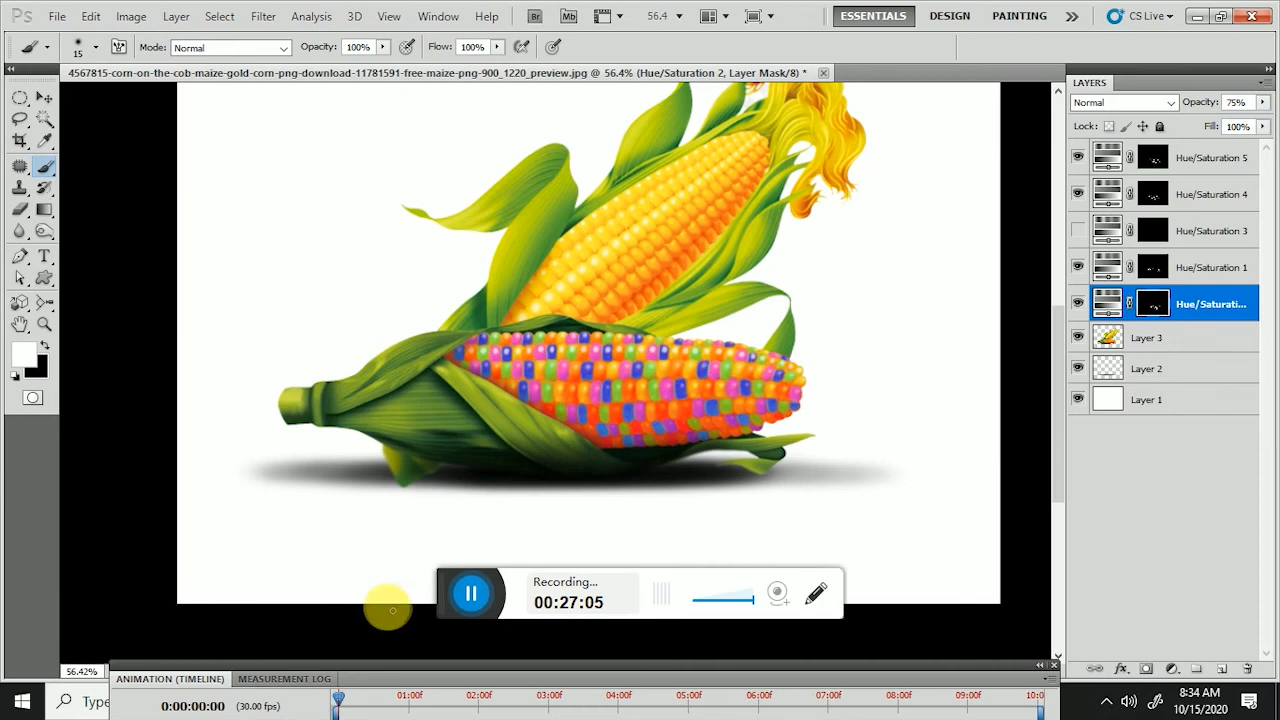 Ps File Edit Image Layer Select Filter Analysis 3D View Window Help Br Mb 56.4 ESSENTIALS DESIGN PAINTING CS Live
15 Mode: Normal Opacity: 100% Flow: 100%
4567815-corn-on-the-cob-maize-gold-corn-png-download-11781591-free-maize-png-900_1220_preview.jpg @ 56.4% (Hue/Saturation 2, Layer Mask/8) *
LAYERS
Normal Opacity: 75%
Lock: Fill: 100%
Hue/Saturation 5
Hue/Saturation 4
Hue/Saturation 3
Hue/Saturation 1
Hue/Saturati...
Layer 3
Layer 2
Layer 1
Recording...
00:27:05
56.42%
ANIMATION (TIMELINE) MEASUREMENT LOG
01:00f 02:00f 03:00f 04:00f 05:00f 06:00f 07:00f 08:00f 09:00f 10:0
0:00:00:00 (30.00 fps)
Type
8:34 AM
10/15/2020